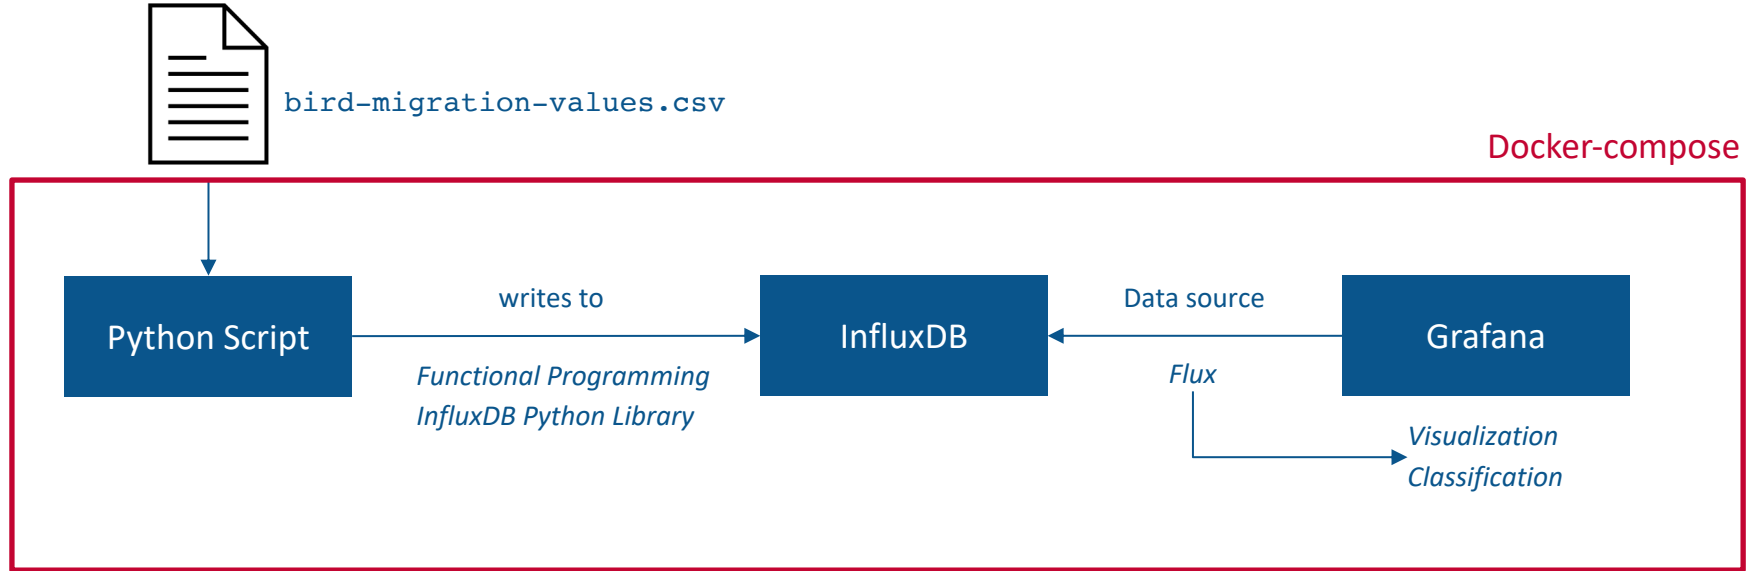 bird-migration-values.csv
Docker-compose
Python Script
writes to
Functional Programming
InfluxDB Python Library
InfluxDB
Data source
Flux
Grafana
Visualization
Classification